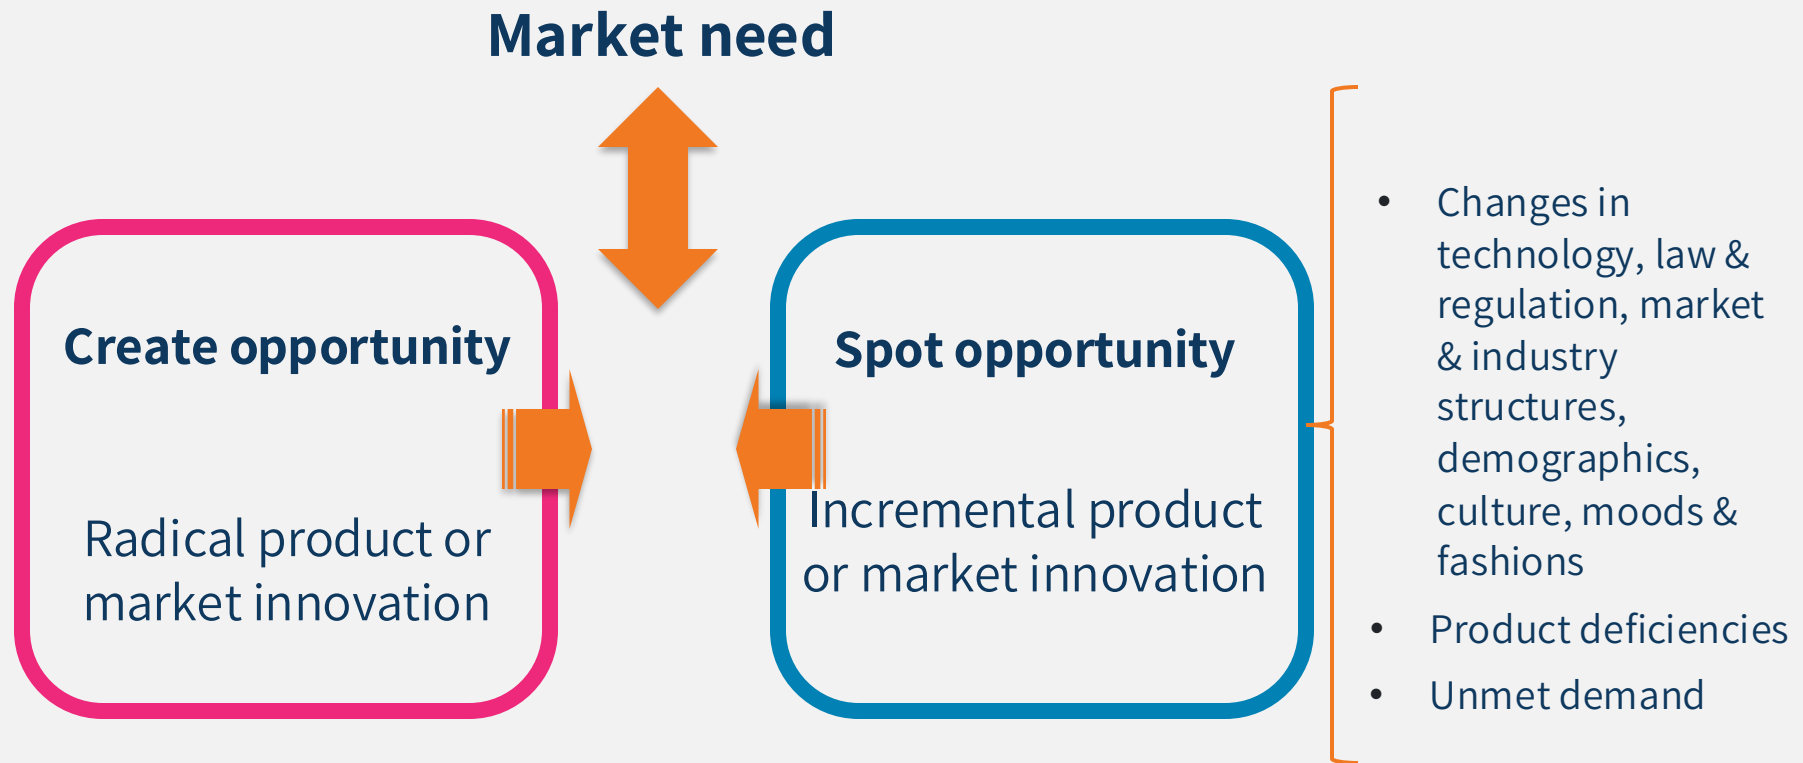 Market need
Create opportunity
Radical product or
market innovation
Spot opportunity
Incremental product
or market innovation
• Changes in
technology, law &
regulation, market
& industry
structures,
demographics,
culture, moods &
fashions
• Product deficiencies
• Unmet demand